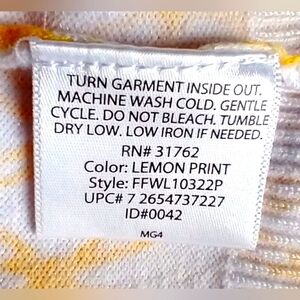 TURN GARMENT INSIDE OUT.
MACHINE WASH COLD. GENTLE
CYCLE. DO NOT BLEACH. TUMBLE
DRY LOW. LOW IRON IF NEEDED.
RN# 31762
Color: LEMON PRINT
Style: FFWL10322P
UPC# 7 2654737227
ID#0042
MG4